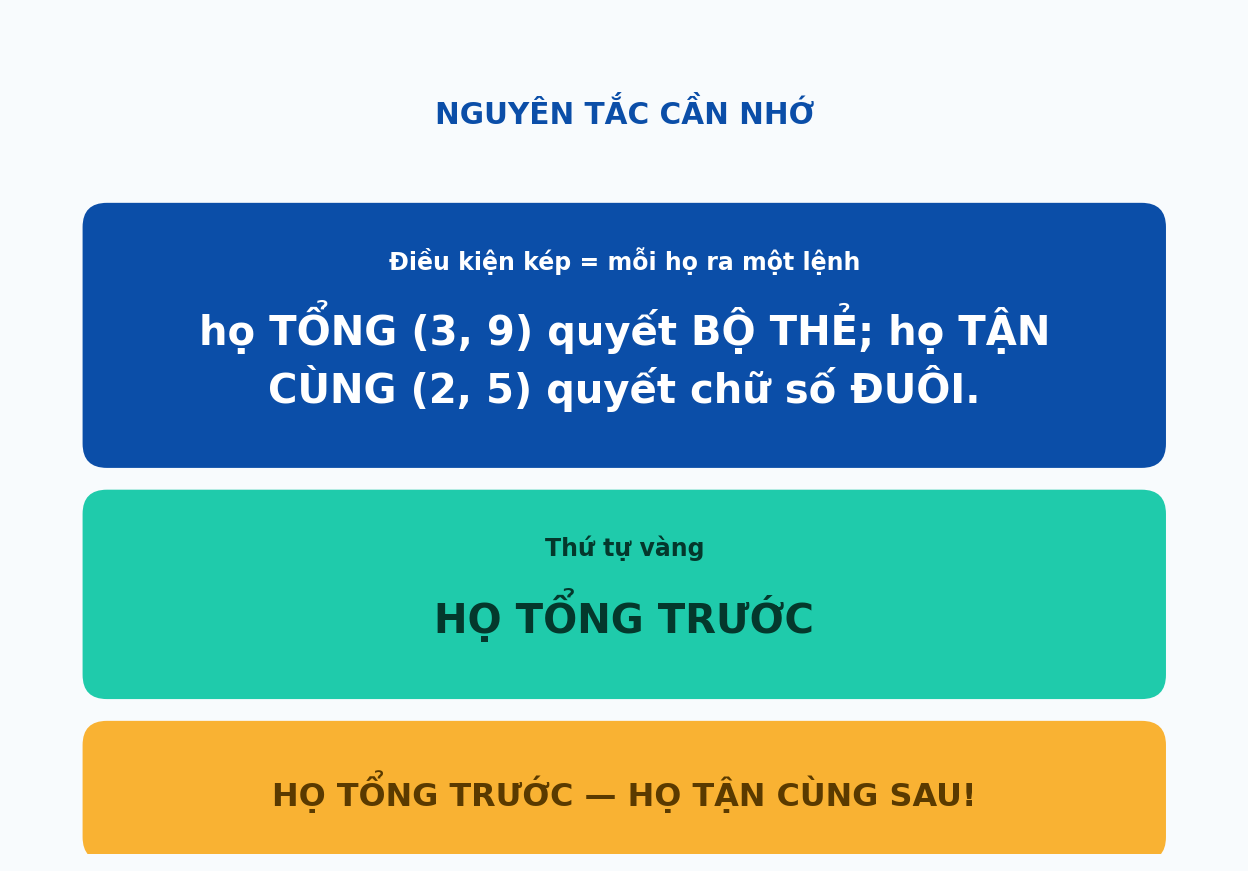 NGUYÊN TẮC CẦN NHỚ
Điều kiện kép = mỗi họ ra một lệnh
họ TỔNG (3, 9) quyết BỘ THẺ; họ TẬN
CÙNG (2, 5) quyết chữ số ĐUÔI.
Thứ tự vàng
HỌ TỔNG TRƯỚC
HỌ TỔNG TRƯỚC — HỌ TẬN CÙNG SAU!